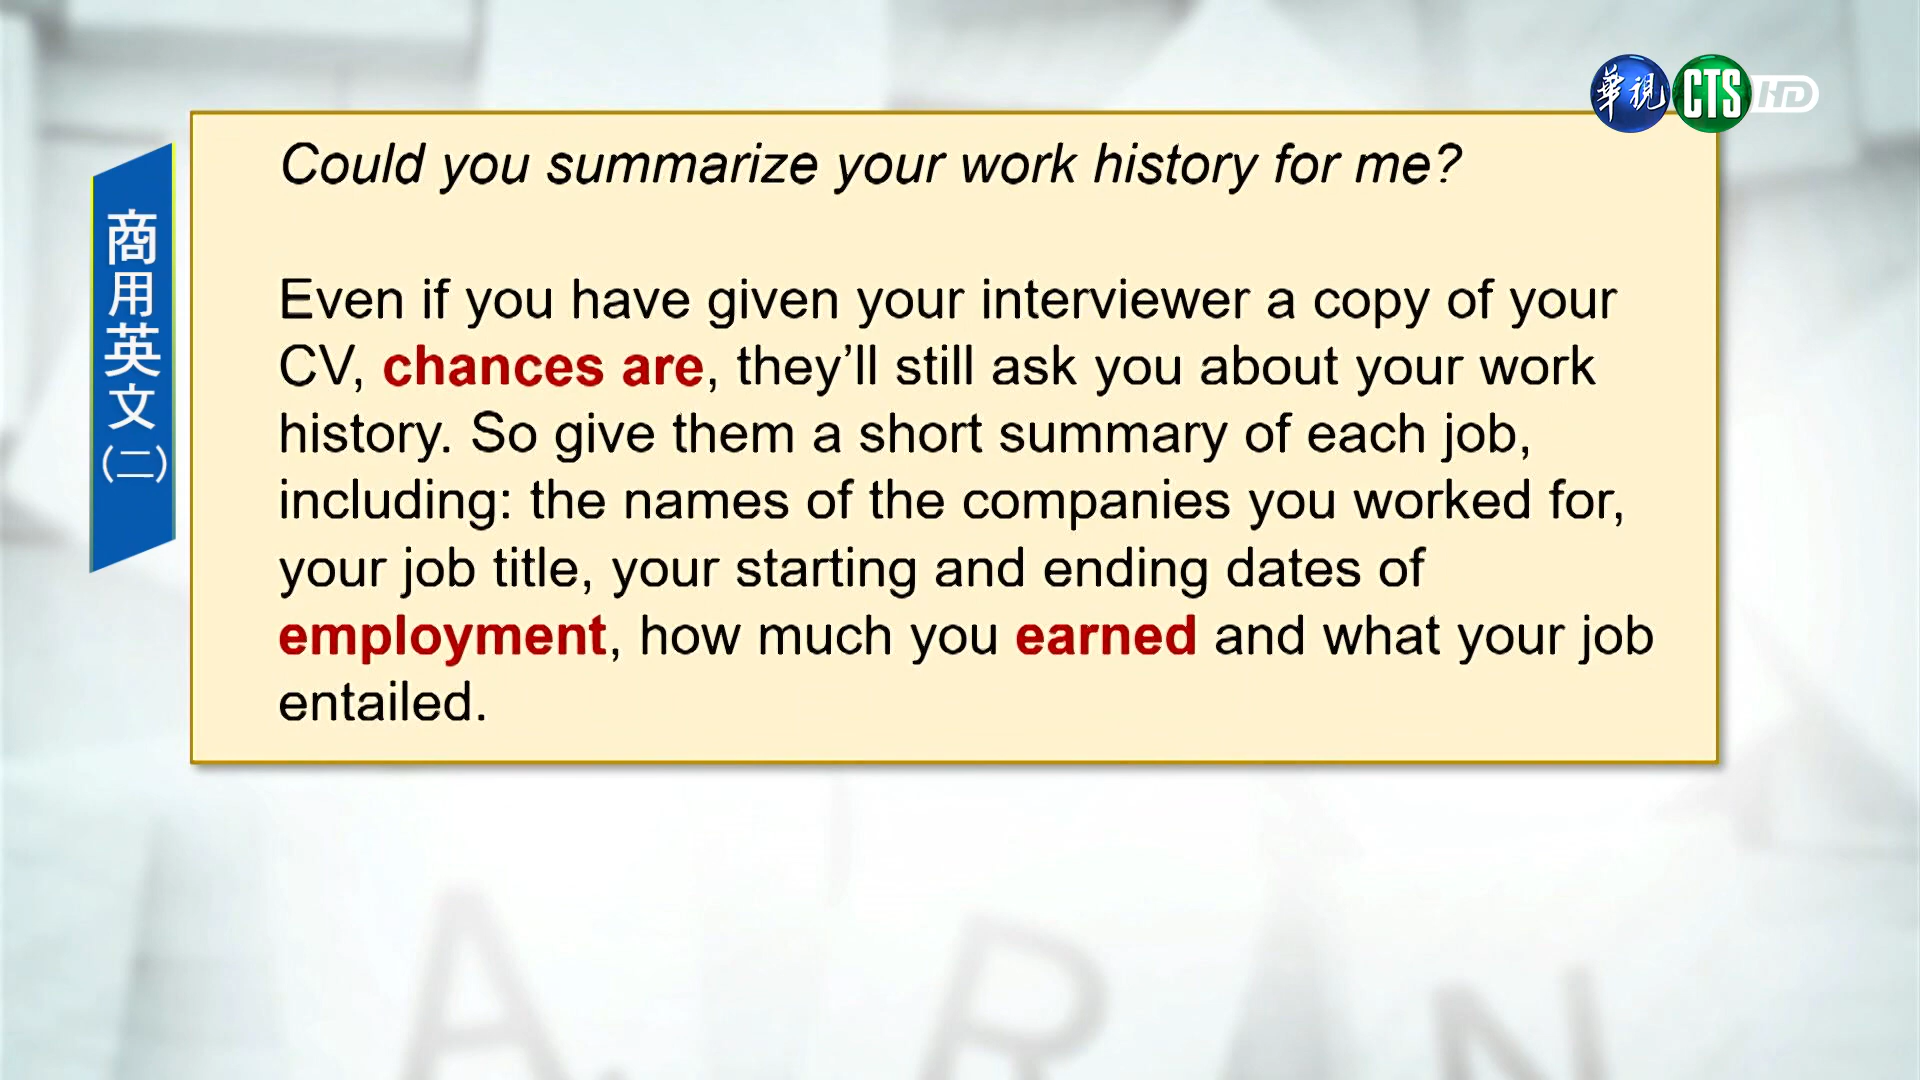 華視 CTS HD
商用英文(二)
Could you summarize your work history for me?
Even if you have given your interviewer a copy of your
CV, chances are, they’ll still ask you about your work
history. So give them a short summary of each job,
including: the names of the companies you worked for,
your job title, your starting and ending dates of
employment, how much you earned and what your job
entailed.
A R N